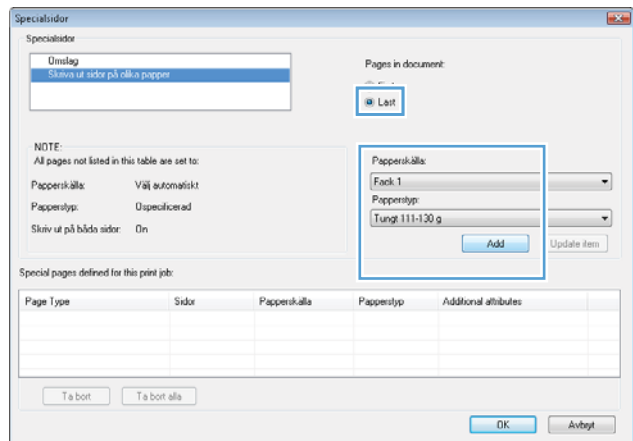 Specialsidor
Specialsidor
Omslag
Skriva ut sidor på olika papper
Pages in document:
Last
NOTE:
All pages not listed in this table are set to:
Papperskälla: Välj automatiskt
Papperstyp: Ospecificerad
Skriv ut på båda sidor: On
Papperskälla:
Fack 1
Papperstyp:
Tungt 111-130 g
Add Update item
Special pages defined for this print job:
Page Type Sidor Papperskälla Papperstyp Additional attributes
Ta bort Ta bort alla
OK Avbryt